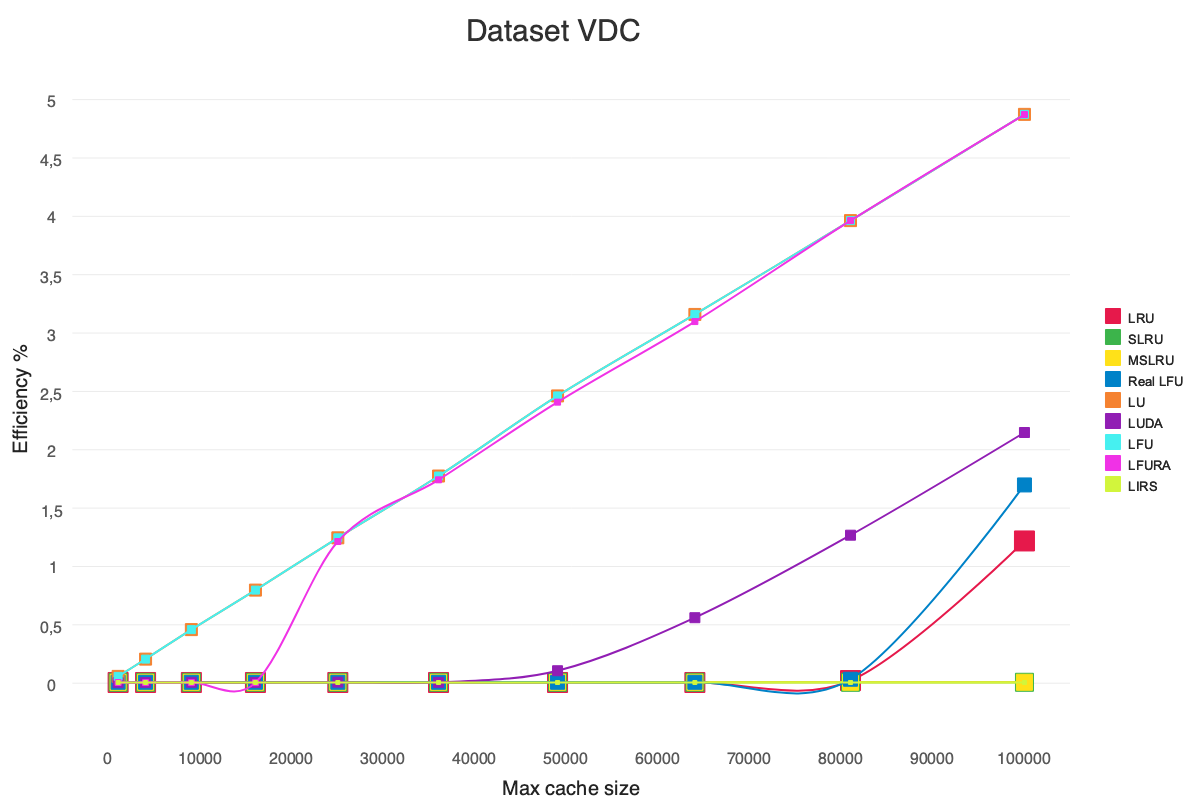 Dataset VDC
5
4,5
4
3,5
3
2,5
2
1,5
1
0,5
0
Efficiency %
0 10000 20000 30000 40000 50000 60000 70000 80000 90000 100000
Max cache size
LRU
SLRU
MSLRU
Real LFU
LU
LUDA
LFU
LFURA
LIRS